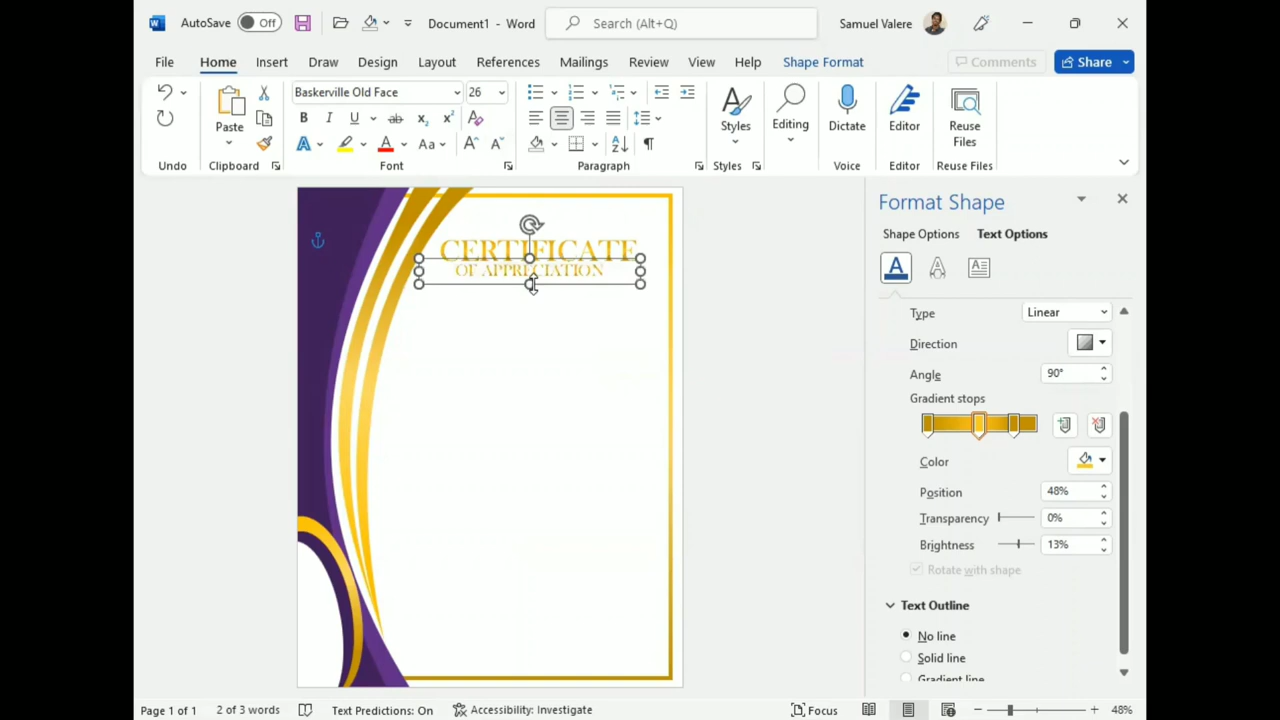 AutoSave Off Document1 - Word Search (Alt+Q) Samuel Valere
File Home Insert Draw Design Layout References Mailings Review View Help Shape Format Comments Share
Baskerville Old Face 26
Paste Styles Editing Dictate Editor Reuse Files
B I U ab x₂ x² A
A A Aa A A
Undo Clipboard Font Paragraph Styles Voice Editor Reuse Files
Format Shape
Shape Options Text Options
CERTIFICATE
OF APPRECIATION
Type Linear
Direction
Angle 90°
Gradient stops
Color
Position 48%
Transparency 0%
Brightness 13%
Rotate with shape
Text Outline
No line
Solid line
Gradient line
Page 1 of 1 2 of 3 words Text Predictions: On Accessibility: Investigate Focus 48%